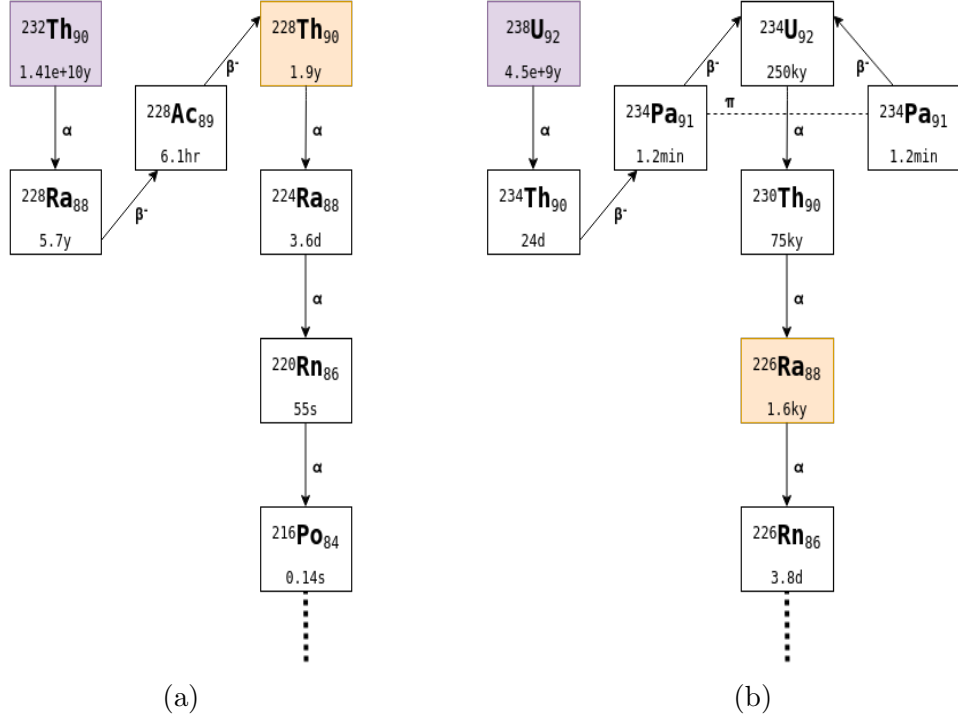 ²³²Th₉₀
1.41e+10y
α
²²⁸Ra₈₈
5.7y
β⁻
²²⁸Ac₈₉
6.1hr
β⁻
²²⁸Th₉₀
1.9y
α
²²⁴Ra₈₈
3.6d
α
²²⁰Rn₈₆
55s
α
²¹⁶Po₈₄
0.14s
(a)
²³⁸U₉₂
4.5e+9y
α
²³⁴Th₉₀
24d
β⁻
²³⁴Pa₉₁
1.2min
β⁻
π
²³⁴U₉₂
250ky
β⁻
²³⁴Pa₉₁
1.2min
α
²³⁰Th₉₀
75ky
α
²²⁶Ra₈₈
1.6ky
α
²²⁶Rn₈₆
3.8d
(b)